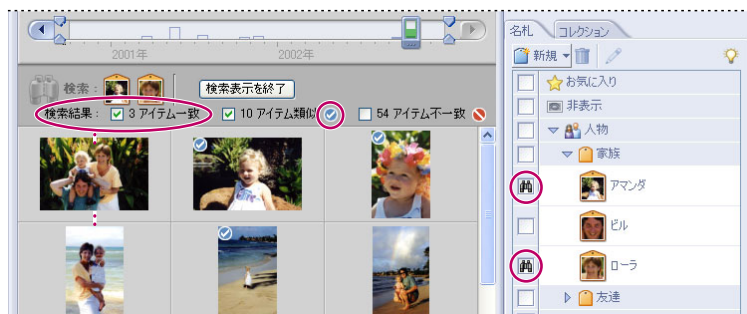 2001年
2002年
検索:
検索表示を終了
検索結果: 3 アイテム一致 10 アイテム類似 54 アイテム不一致
名札 コレクション
新規
お気に入り
非表示
人物
家族
アマンダ
ビル
ローラ
友達